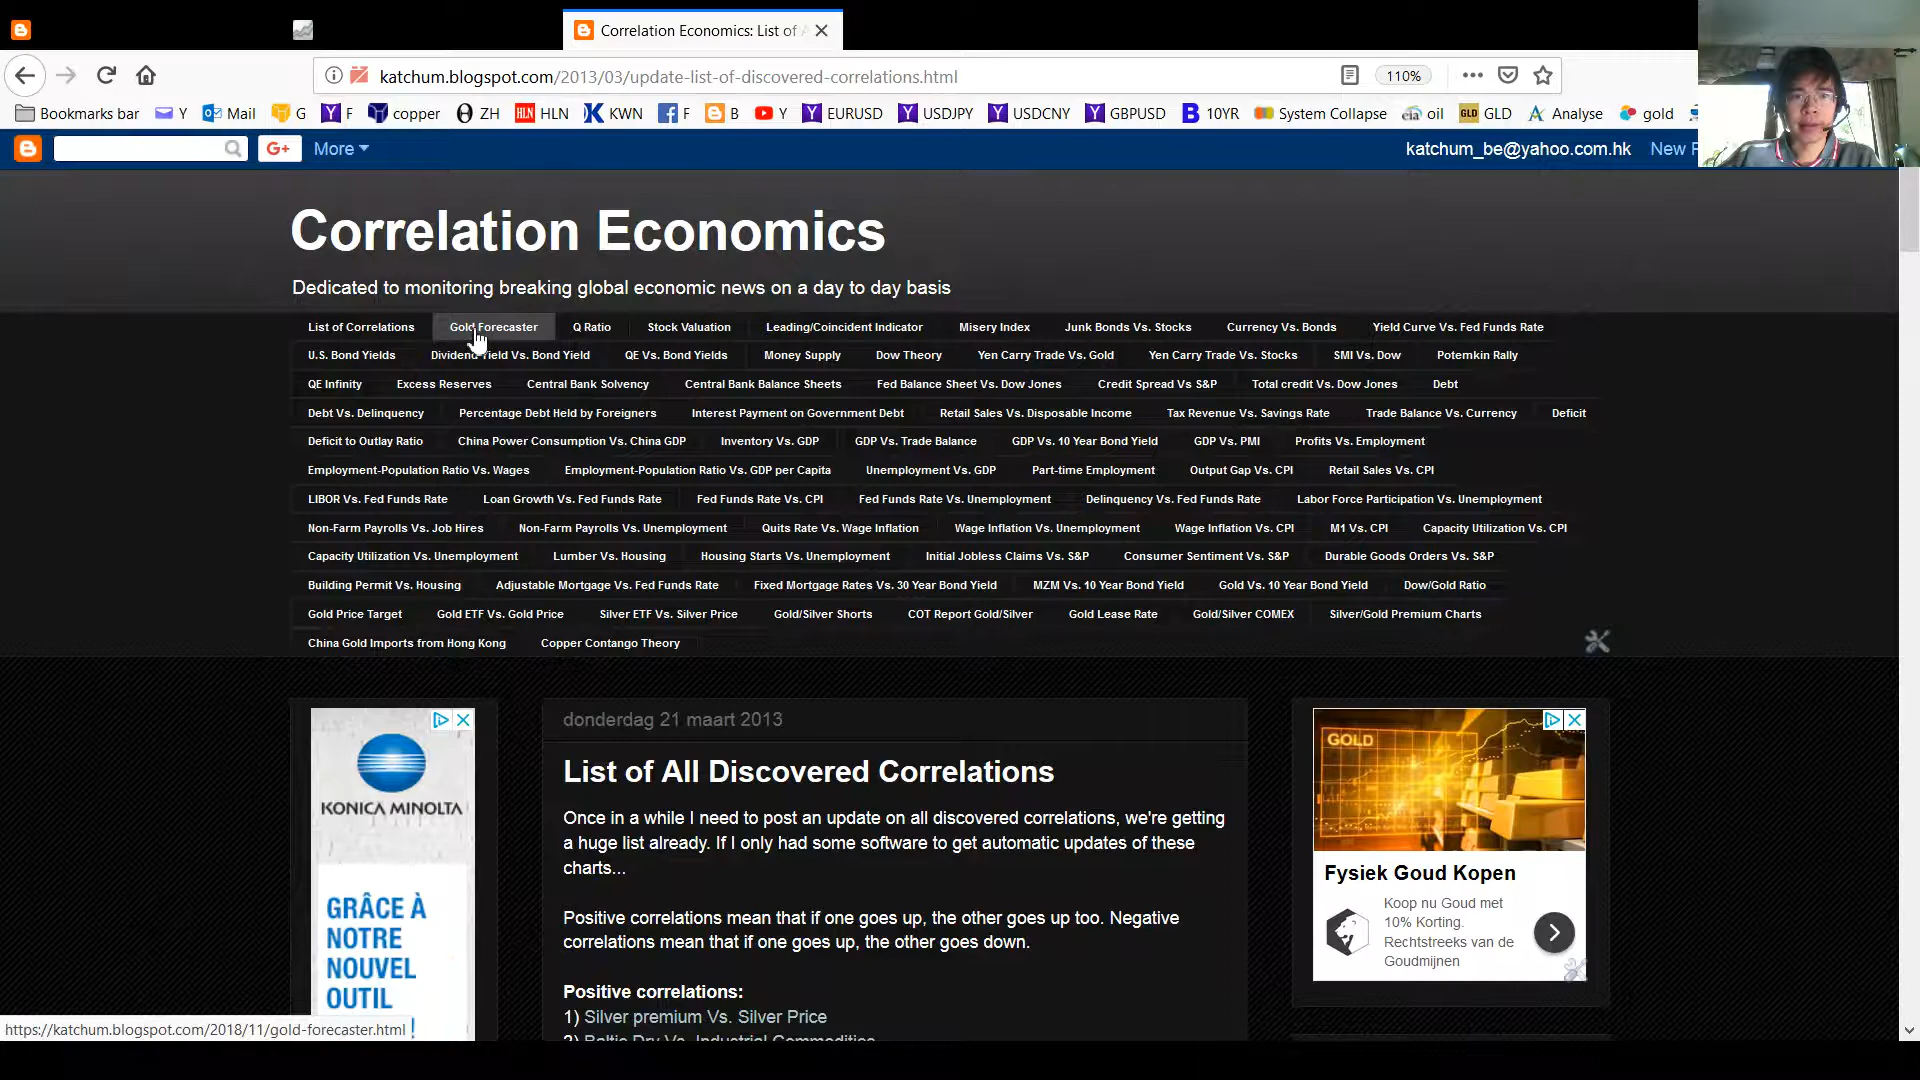 Correlation Economics: List of
katchum.blogspot.com/2013/03/update-list-of-discovered-correlations.html
110%
Bookmarks bar Y Mail G F copper ZH HLN KWN F B Y EURUSD USDJPY USDCNY GBPUSD 10YR System Collapse oil GLD Analyse gold
G+ More katchum_be@yahoo.com.hk New
Correlation Economics
Dedicated to monitoring breaking global economic news on a day to day basis
List of Correlations Gold Forecaster Q Ratio Stock Valuation Leading/Coincident Indicator Misery Index Junk Bonds Vs. Stocks Currency Vs. Bonds Yield Curve Vs. Fed Funds Rate
U.S. Bond Yields Dividend Yield Vs. Bond Yield QE Vs. Bond Yields Money Supply Dow Theory Yen Carry Trade Vs. Gold Yen Carry Trade Vs. Stocks SMI Vs. Dow Potemkin Rally
QE Infinity Excess Reserves Central Bank Solvency Central Bank Balance Sheets Fed Balance Sheet Vs. Dow Jones Credit Spread Vs S&P Total credit Vs. Dow Jones Debt
Debt Vs. Delinquency Percentage Debt Held by Foreigners Interest Payment on Government Debt Retail Sales Vs. Disposable Income Tax Revenue Vs. Savings Rate Trade Balance Vs. Currency Deficit
Deficit to Outlay Ratio China Power Consumption Vs. China GDP Inventory Vs. GDP GDP Vs. Trade Balance GDP Vs. 10 Year Bond Yield GDP Vs. PMI Profits Vs. Employment
Employment-Population Ratio Vs. Wages Employment-Population Ratio Vs. GDP per Capita Unemployment Vs. GDP Part-time Employment Output Gap Vs. CPI Retail Sales Vs. CPI
LIBOR Vs. Fed Funds Rate Loan Growth Vs. Fed Funds Rate Fed Funds Rate Vs. CPI Fed Funds Rate Vs. Unemployment Delinquency Vs. Fed Funds Rate Labor Force Participation Vs. Unemployment
Non-Farm Payrolls Vs. Job Hires Non-Farm Payrolls Vs. Unemployment Quits Rate Vs. Wage Inflation Wage Inflation Vs. Unemployment Wage Inflation Vs. CPI M1 Vs. CPI Capacity Utilization Vs. CPI
Capacity Utilization Vs. Unemployment Lumber Vs. Housing Housing Starts Vs. Unemployment Initial Jobless Claims Vs. S&P Consumer Sentiment Vs. S&P Durable Goods Orders Vs. S&P
Building Permit Vs. Housing Adjustable Mortgage Vs. Fed Funds Rate Fixed Mortgage Rates Vs. 30 Year Bond Yield MZM Vs. 10 Year Bond Yield Gold Vs. 10 Year Bond Yield Dow/Gold Ratio
Gold Price Target Gold ETF Vs. Gold Price Silver ETF Vs. Silver Price Gold/Silver Shorts COT Report Gold/Silver Gold Lease Rate Gold/Silver COMEX Silver/Gold Premium Charts
China Gold Imports from Hong Kong Copper Contango Theory
KONICA MINOLTA
GRÂCE À
NOTRE
NOUVEL
OUTIL
!
donderdag 21 maart 2013
List of All Discovered Correlations
Once in a while I need to post an update on all discovered correlations, we're getting
a huge list already. If I only had some software to get automatic updates of these
charts...
Positive correlations mean that if one goes up, the other goes up too. Negative
correlations mean that if one goes up, the other goes down.
Positive correlations:
1) Silver premium Vs. Silver Price
2) Baltic Dry Vs. Industrial Commodities
GOLD
Fysiek Goud Kopen
Koop nu Goud met
10% Korting.
Rechtstreeks van de
Goudmijnen
https://katchum.blogspot.com/2018/11/gold-forecaster.html